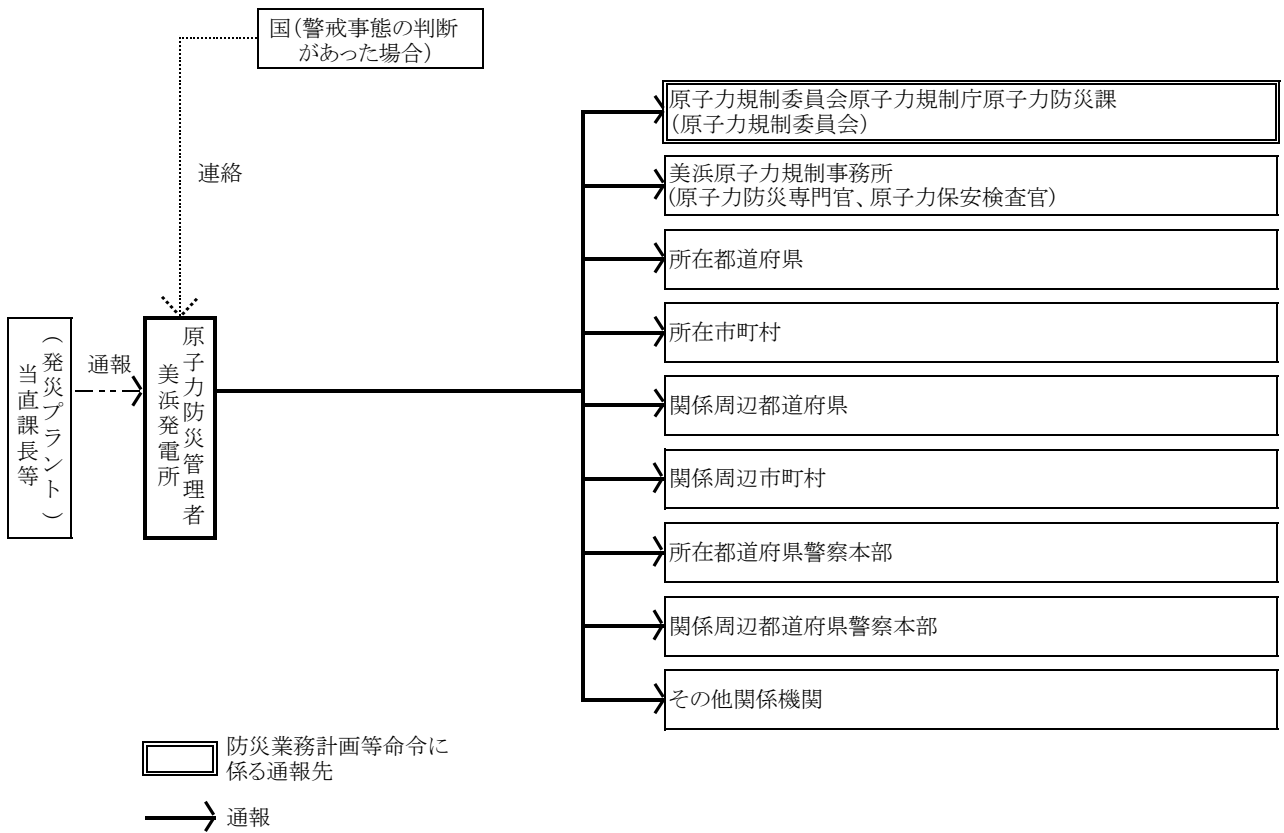 国(警戒事態の判断
があった場合)
連絡
(発災プラント)
当直課長等
通報
原子力防災管理者
美浜発電所
原子力規制委員会原子力規制庁原子力防災課
(原子力規制委員会)
美浜原子力規制事務所
(原子力防災専門官、原子力保安検査官)
所在都道府県
所在市町村
関係周辺都道府県
関係周辺市町村
所在都道府県警察本部
関係周辺都道府県警察本部
その他関係機関
防災業務計画等命令に
係る通報先
通報